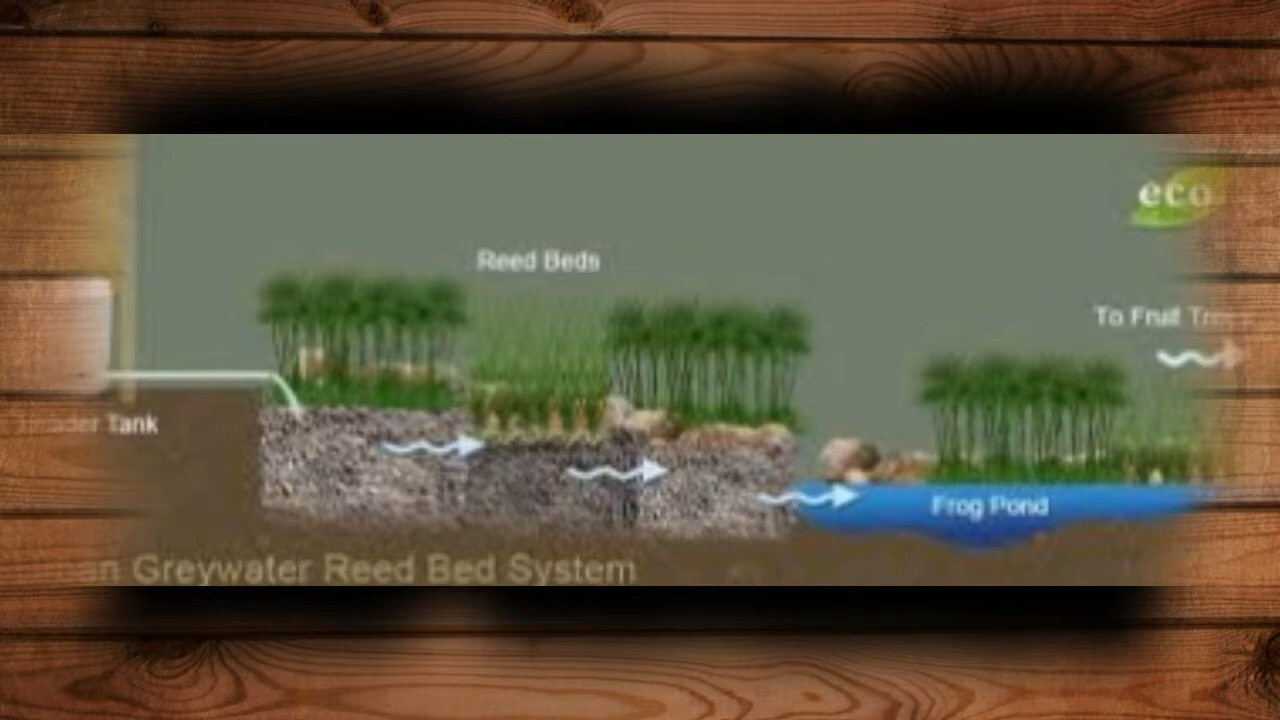 eco
Reed Beds
To Fruit
Tank
Frog Pond
Greywater Reed Bed System